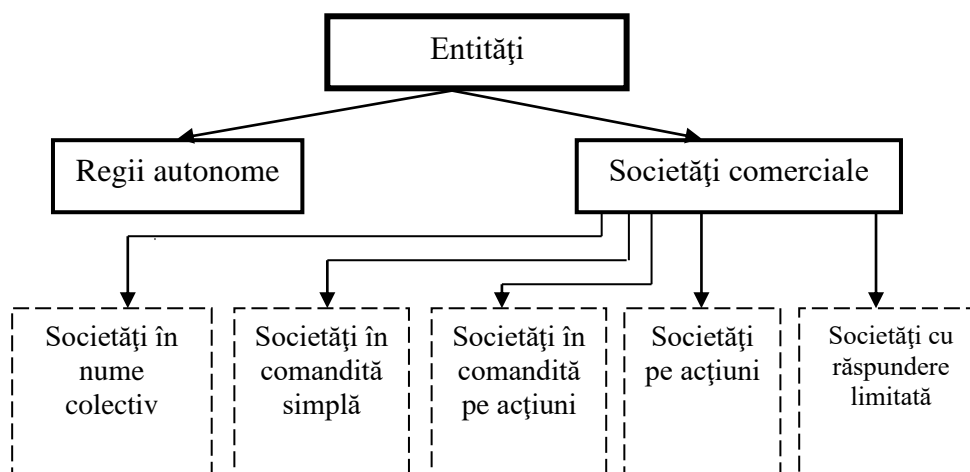 Entităţi
Regii autonome
Societăţi comerciale
Societăţi în
nume
colectiv
Societăţi în
comandită
simplă
Societăţi în
comandită
pe acţiuni
Societăţi
pe acţiuni
Societăţi cu
răspundere
limitată